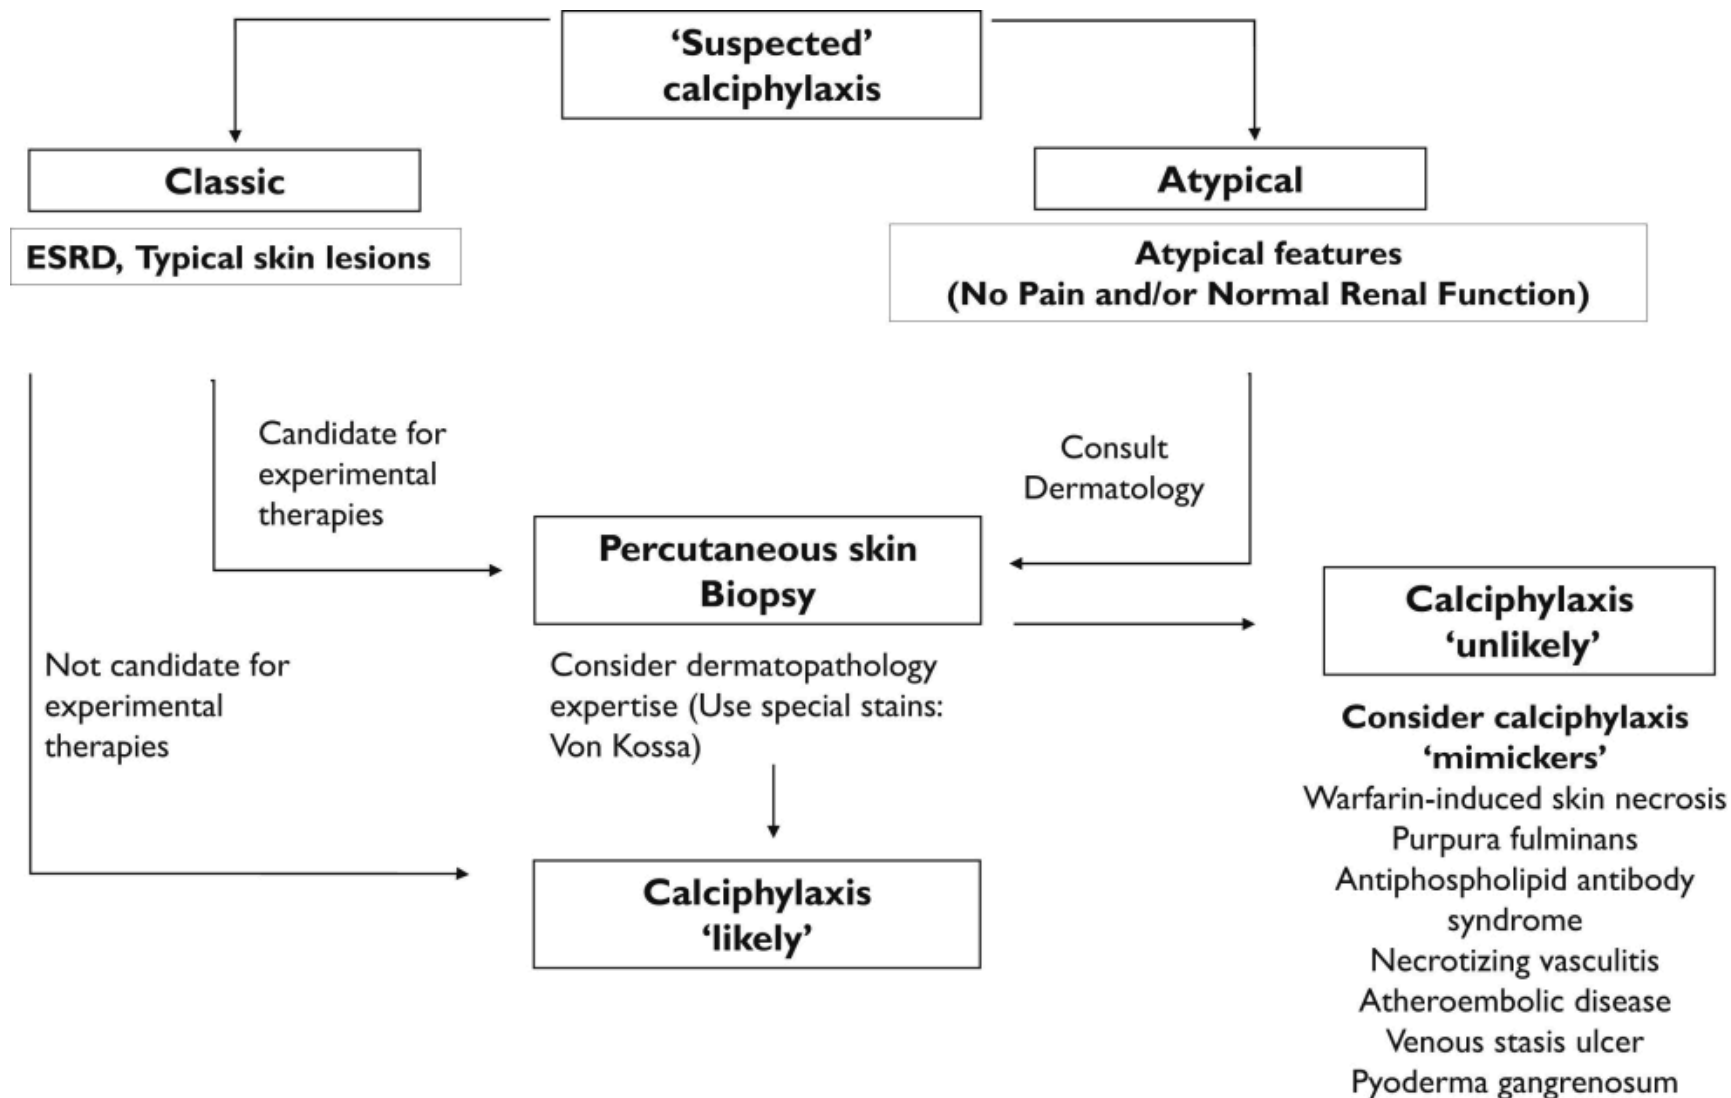 ‘Suspected’
calciphylaxis
Classic
Atypical
ESRD, Typical skin lesions
Atypical features
(No Pain and/or Normal Renal Function)
Candidate for
experimental
therapies
Consult
Dermatology
Percutaneous skin
Biopsy
Calciphylaxis
‘unlikely’
Not candidate for
experimental
therapies
Consider dermatopathology
expertise (Use special stains:
Von Kossa)
Consider calciphylaxis
‘mimickers’
Warfarin-induced skin necrosis
Purpura fulminans
Antiphospholipid antibody
syndrome
Necrotizing vasculitis
Atheroembolic disease
Venous stasis ulcer
Pyoderma gangrenosum
Calciphylaxis
‘likely’